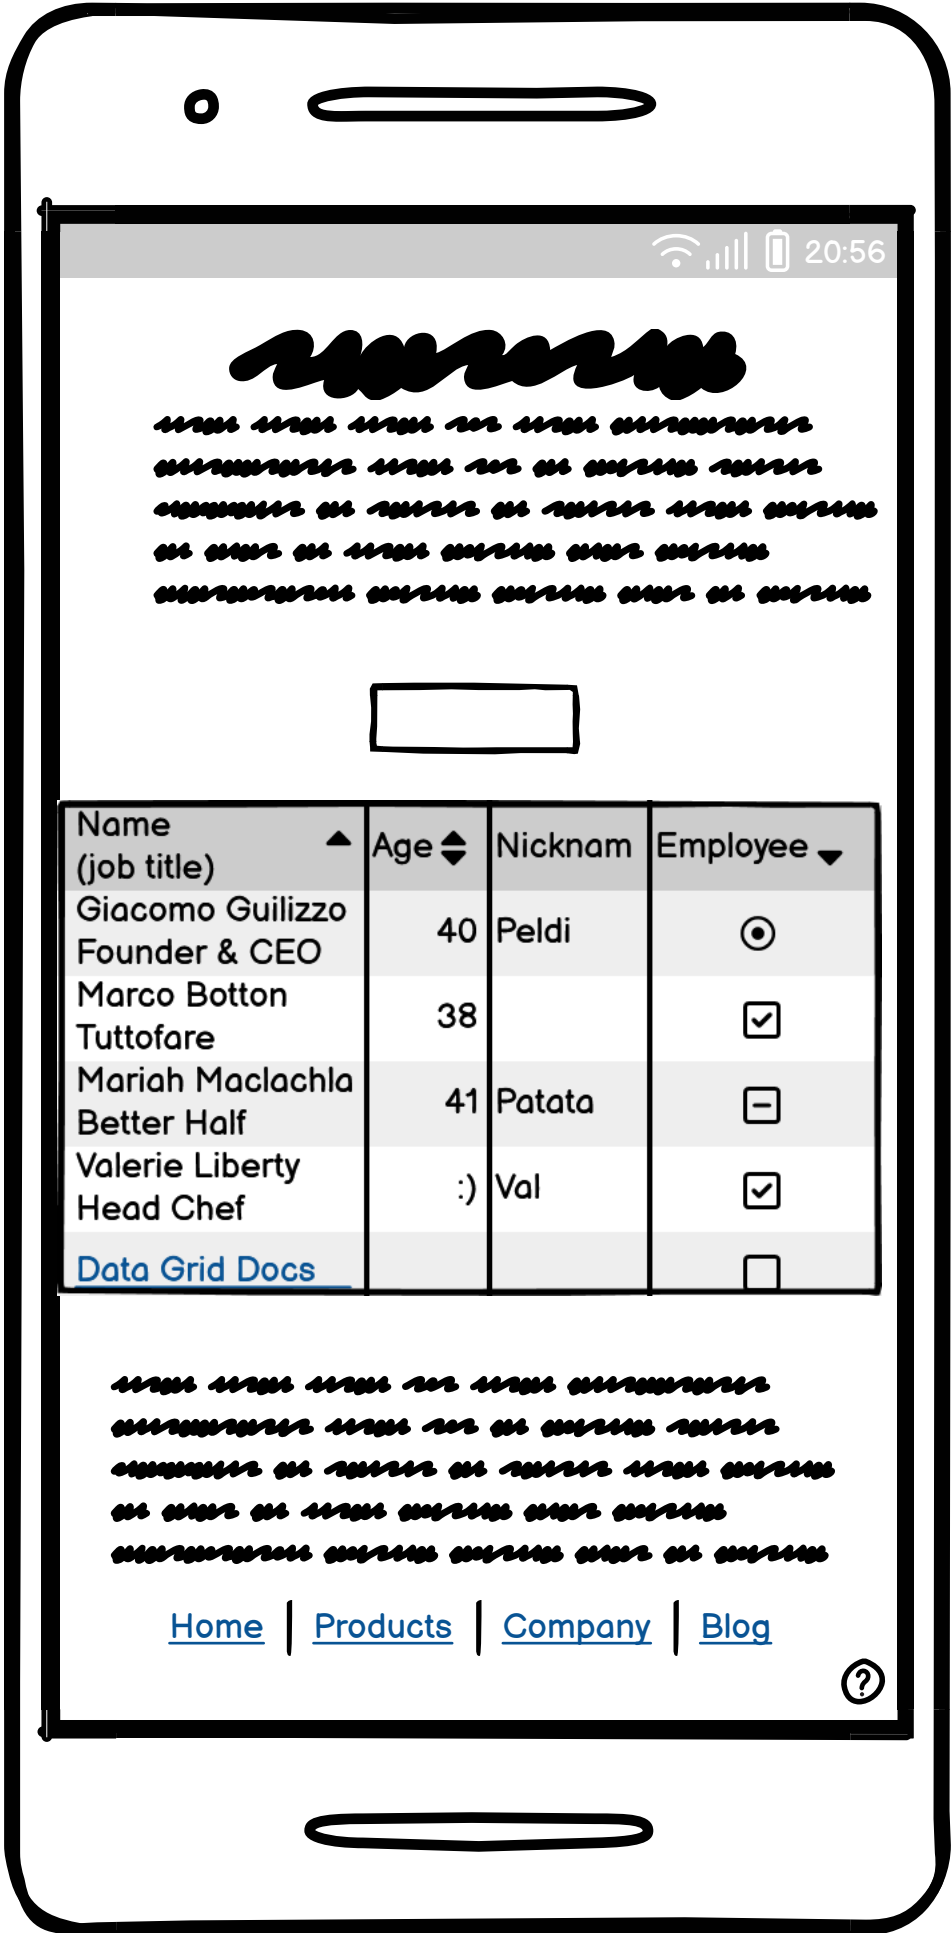 20:56
Name
(job title)
Age
Nicknam
Employee
Giacomo Guilizzo
Founder & CEO
40
Peldi
Marco Botton
Tuttofare
38
Mariah Maclachla
Better Half
41
Patata
Valerie Liberty
Head Chef
:)
Val
Data Grid Docs
Home
Products
Company
Blog
?